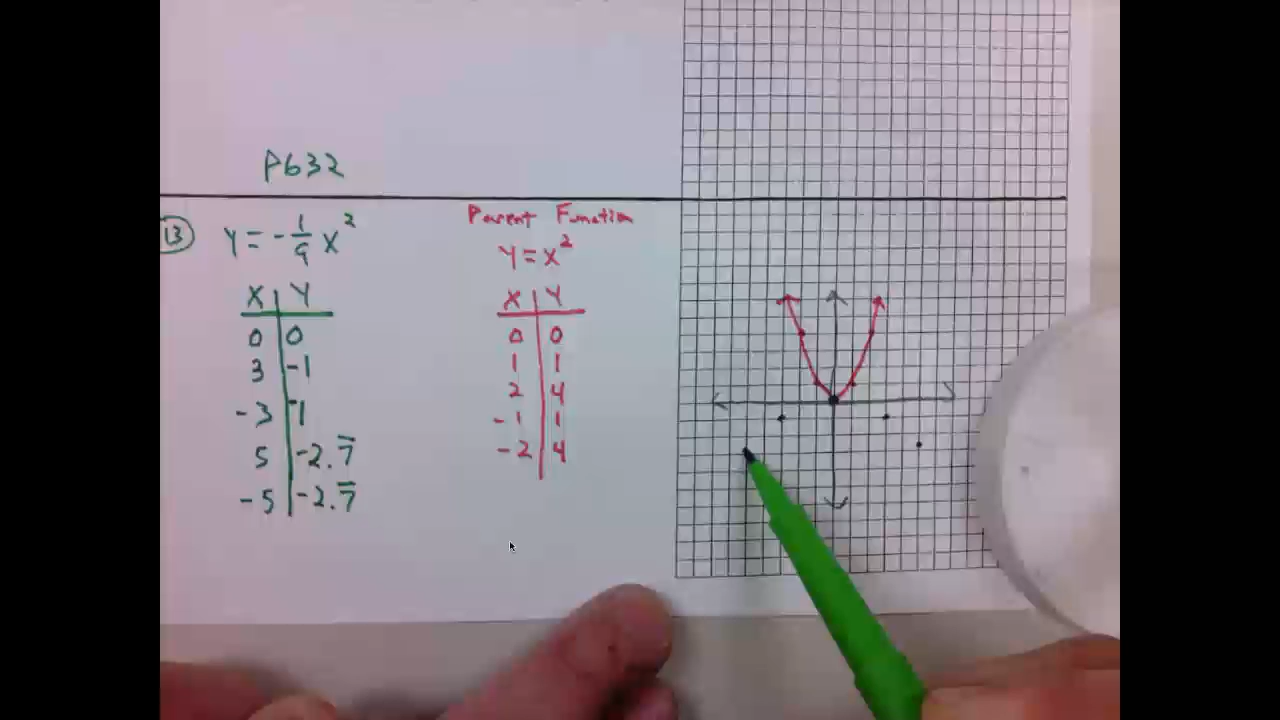 P632
13 Y = -1/9 X²
X Y
0 0
3 -1
-3 -1
5 -2.7̅
-5 -2.7̅
Parent Function
Y = X²
X Y
0 0
1 1
2 4
-1 1
-2 4